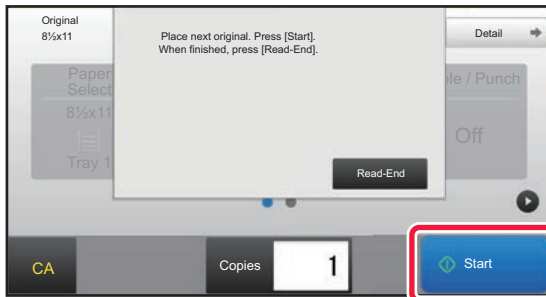 Original
8½x11
Place next original. Press [Start].
When finished, press [Read-End].
Detail
Paper
Select
8½x11
Tray 1
ple / Punch
Off
Read-End
CA
Copies
1
Start